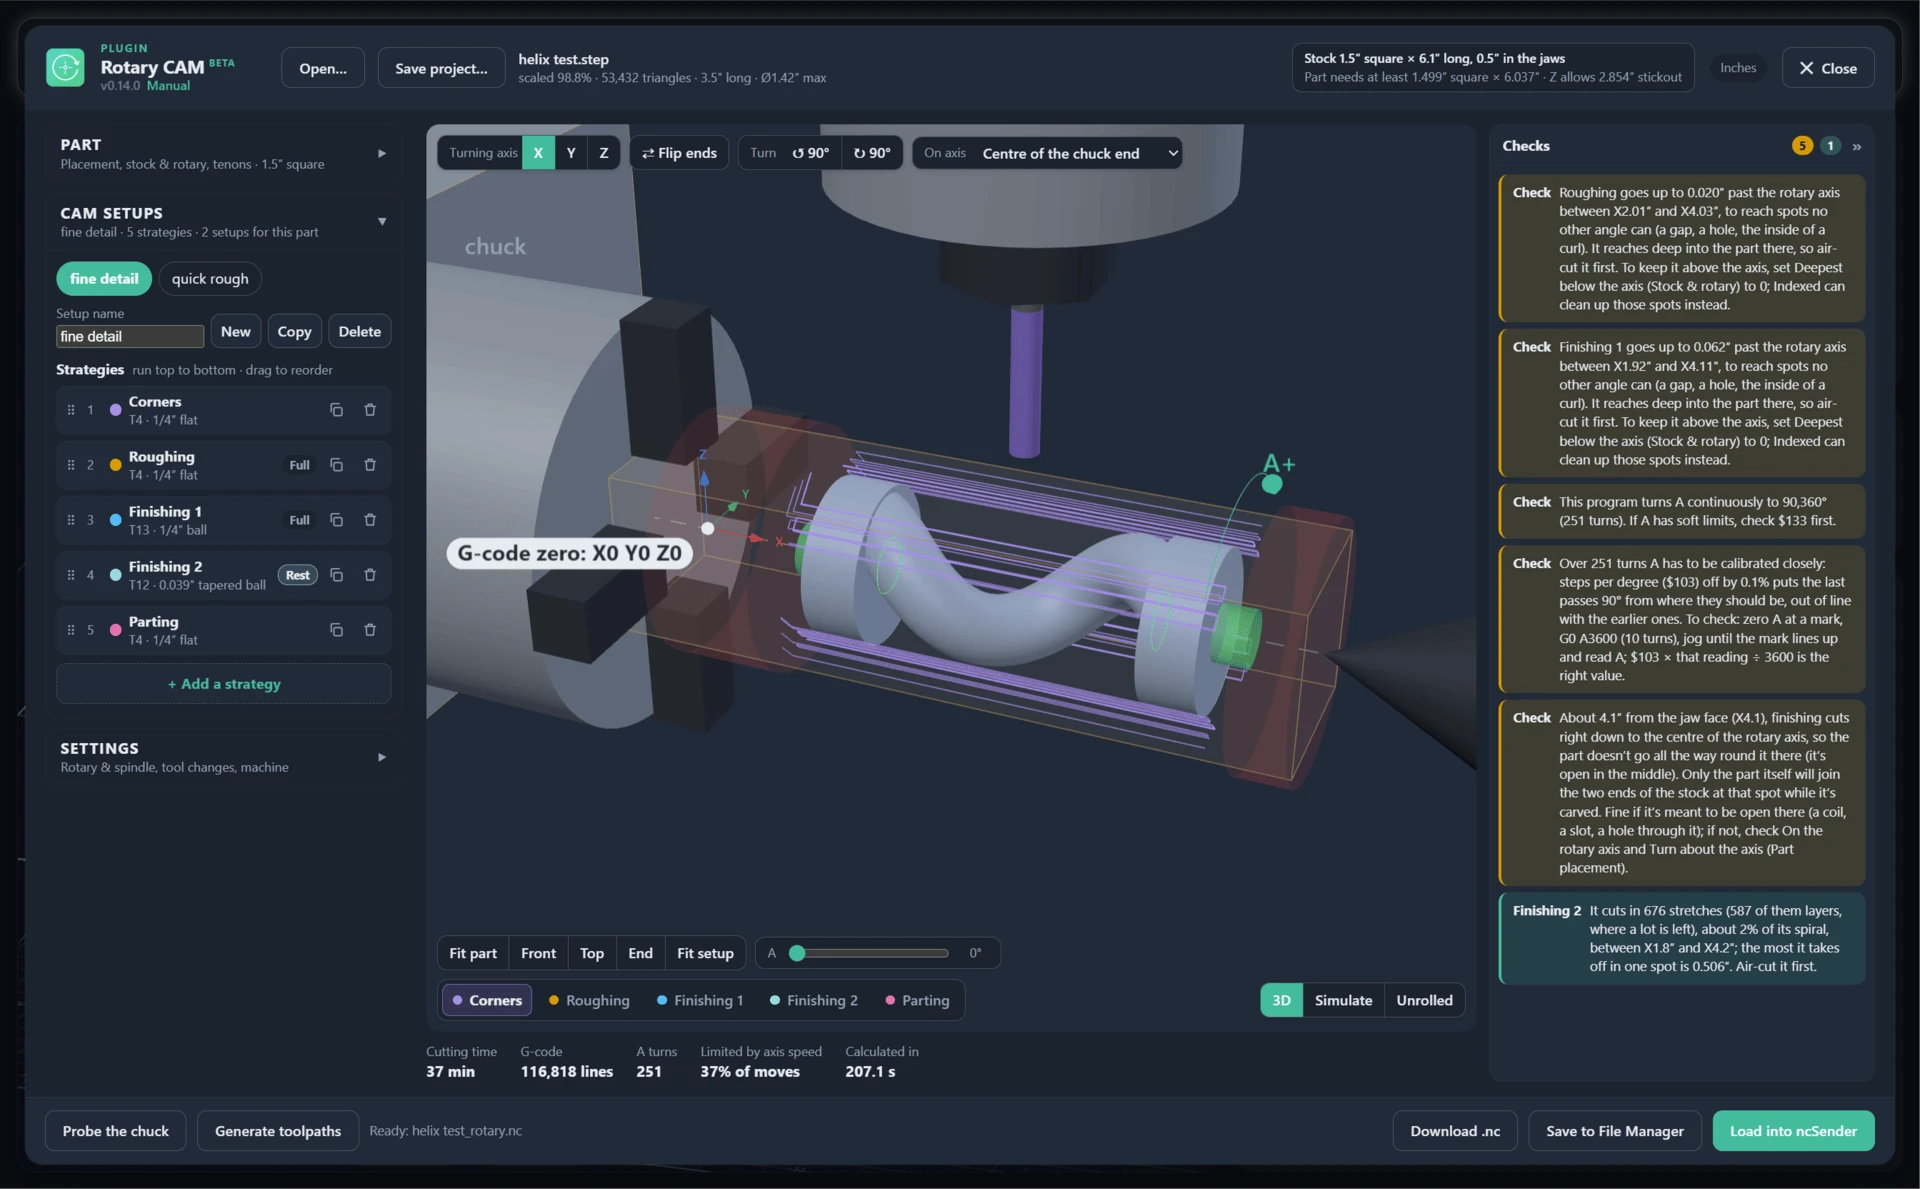 PLUGIN
Rotary CAM BETA
v0.14.0 Manual
Open...
Save project...
helix test.step
scaled 98.8% · 53,432 triangles · 3.5" long · Ø1.42" max
Stock 1.5" square × 6.1" long, 0.5" in the jaws
Part needs at least 1.499" square × 6.037" · Z allows 2.854" stickout
Inches
Close
PART
Placement, stock & rotary, tenons · 1.5" square
CAM SETUPS
fine detail · 5 strategies · 2 setups for this part
fine detail
quick rough
Setup name
fine detail
New
Copy
Delete
Strategies run top to bottom · drag to reorder
1
Corners
T4 · 1/4" flat
2
Roughing
T4 · 1/4" flat
Full
3
Finishing 1
T13 · 1/4" ball
Full
4
Finishing 2
T12 · 0.039" tapered ball
Rest
5
Parting
T4 · 1/4" flat
+ Add a strategy
SETTINGS
Rotary & spindle, tool changes, machine
Turning axis X Y Z
⇄ Flip ends
Turn ↺ 90° ↻ 90°
On axis Centre of the chuck end
chuck
Z
Y
X
A+
G-code zero: X0 Y0 Z0
Fit part
Front
Top
End
Fit setup
A 0°
Corners
Roughing
Finishing 1
Finishing 2
Parting
3D
Simulate
Unrolled
Cutting time
37 min
G-code
116,818 lines
A turns
251
Limited by axis speed
37% of moves
Calculated in
207.1 s
Checks
5
1
»
Check Roughing goes up to 0.020" past the rotary axis
between X2.01" and X4.03", to reach spots no
other angle can (a gap, a hole, the inside of a
curl). It reaches deep into the part there, so air-
cut it first. To keep it above the axis, set Deepest
below the axis (Stock & rotary) to 0; Indexed can
clean up those spots instead.
Check Finishing 1 goes up to 0.062" past the rotary axis
between X1.92" and X4.11", to reach spots no
other angle can (a gap, a hole, the inside of a
curl). It reaches deep into the part there, so air-
cut it first. To keep it above the axis, set Deepest
below the axis (Stock & rotary) to 0; Indexed can
clean up those spots instead.
Check This program turns A continuously to 90,360°
(251 turns). If A has soft limits, check $133 first.
Check Over 251 turns A has to be calibrated closely:
steps per degree ($103) off by 0.1% puts the last
passes 90° from where they should be, out of line
with the earlier ones. To check: zero A at a mark,
G0 A3600 (10 turns), jog until the mark lines up
and read A; $103 × that reading ÷ 3600 is the
right value.
Check About 4.1" from the jaw face (X4.1), finishing cuts
right down to the centre of the rotary axis, so the
part doesn't go all the way round it there (it's
open in the middle). Only the part itself will join
the two ends of the stock at that spot while it's
carved. Fine if it's meant to be open there (a coil,
a slot, a hole through it); if not, check On the
rotary axis and Turn about the axis (Part
placement).
Finishing 2 It cuts in 676 stretches (587 of them layers,
where a lot is left), about 2% of its spiral,
between X1.8" and X4.2"; the most it takes
off in one spot is 0.506". Air-cut it first.
Probe the chuck
Generate toolpaths
Ready: helix test_rotary.nc
Download .nc
Save to File Manager
Load into ncSender